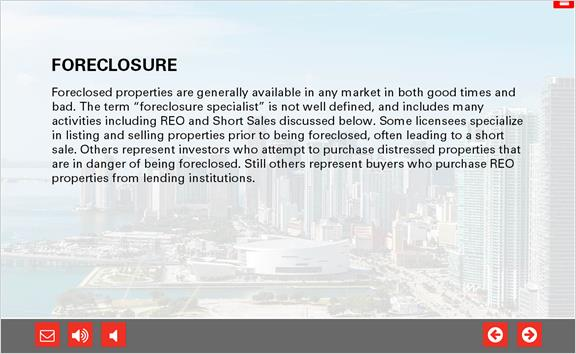 FORECLOSURE
Foreclosed properties are generally available in any market in both good times and
bad. The term “foreclosure specialist” is not well defined, and includes many
activities including REO and Short Sales discussed below. Some licensees specialize
in listing and selling properties prior to being foreclosed, often leading to a short
sale. Others represent investors who attempt to purchase distressed properties that
are in danger of being foreclosed. Still others represent buyers who purchase REO
properties from lending institutions.